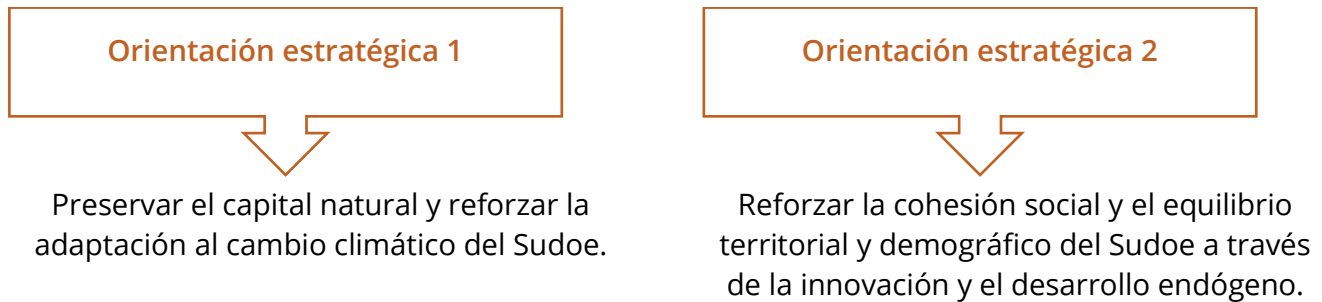 Orientación estratégica 1
Preservar el capital natural y reforzar la
adaptación al cambio climático del Sudoe.
Orientación estratégica 2
Reforzar la cohesión social y el equilibrio
territorial y demográfico del Sudoe a través
de la innovación y el desarrollo endógeno.